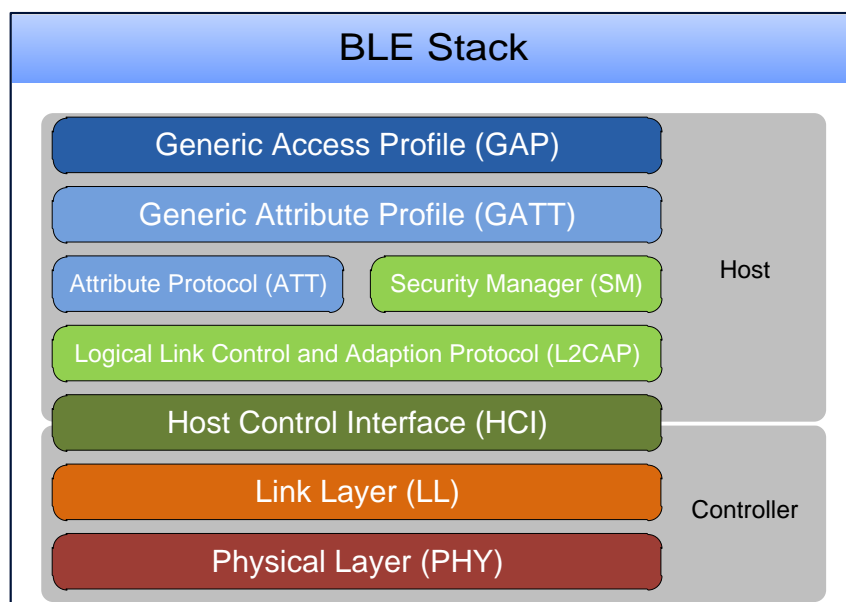 BLE Stack
Generic Access Profile (GAP)
Generic Attribute Profile (GATT)
Attribute Protocol (ATT)
Security Manager (SM)
Host
Logical Link Control and Adaption Protocol (L2CAP)
Host Control Interface (HCI)
Link Layer (LL)
Controller
Physical Layer (PHY)